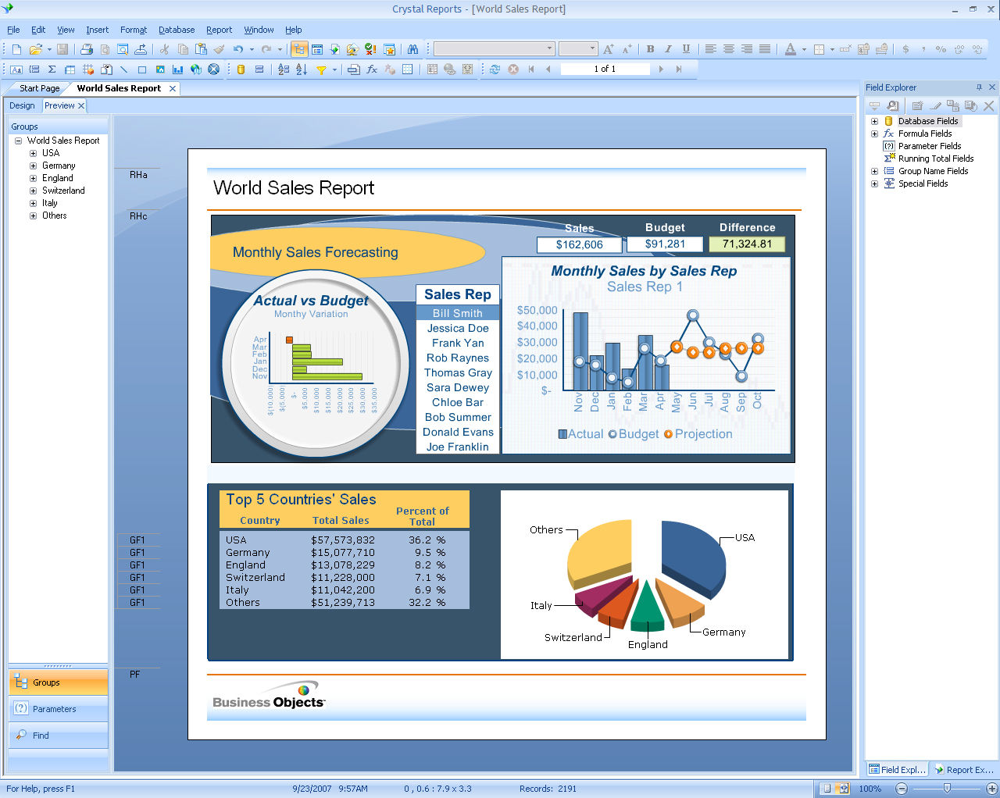 Crystal Reports - [World Sales Report]
File Edit View Insert Format Database Report Window Help
1 of 1
Start Page World Sales Report
Design Preview
Groups
World Sales Report
USA
Germany
England
Switzerland
Italy
Others
Groups
Parameters
Find
RHa
RHc
GF1
GF1
GF1
GF1
GF1
GF1
PF
World Sales Report
Monthly Sales Forecasting
Sales Budget Difference
$162,606 $91,281 71,324.81
Actual vs Budget
Monthy Variation
Apr
Mar
Feb
Jan
Dec
Nov
$(10,000) $(5,000) $- $5,000 $10,000 $15,000 $20,000 $25,000 $30,000 $35,000
Sales Rep
Bill Smith
Jessica Doe
Frank Yan
Rob Raynes
Thomas Gray
Sara Dewey
Chloe Bar
Bob Summer
Donald Evans
Joe Franklin
Monthly Sales by Sales Rep
Sales Rep 1
$50,000
$40,000
$30,000
$20,000
$10,000
$-
Nov Dec Jan Feb Mar Apr May Jun Jul Aug Sep Oct
Actual Budget Projection
Top 5 Countries' Sales
Country Total Sales Percent of Total
USA $57,573,832 36.2 %
Germany $15,077,710 9.5 %
England $13,078,229 8.2 %
Switzerland $11,228,000 7.1 %
Italy $11,042,200 6.9 %
Others $51,239,713 32.2 %
Others
USA
Italy
Switzerland
England
Germany
Business Objects
Field Explorer
Database Fields
Formula Fields
Parameter Fields
Running Total Fields
Group Name Fields
Special Fields
Field Expl... Report Ex...
For Help, press F1 9/23/2007 9:57AM 0 , 0.6 : 7.9 x 3.3 Records: 2191 100%